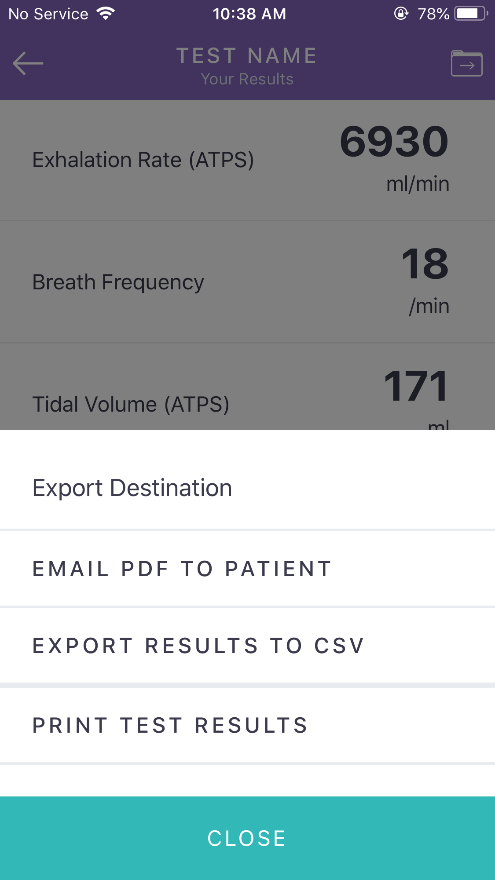 No Service 10:38 AM 78%
TEST NAME
Your Results
6930
Exhalation Rate (ATPS)
ml/min
18
Breath Frequency
/min
171
Tidal Volume (ATPS)
ml
Export Destination
EMAIL PDF TO PATIENT
EXPORT RESULTS TO CSV
PRINT TEST RESULTS
CLOSE